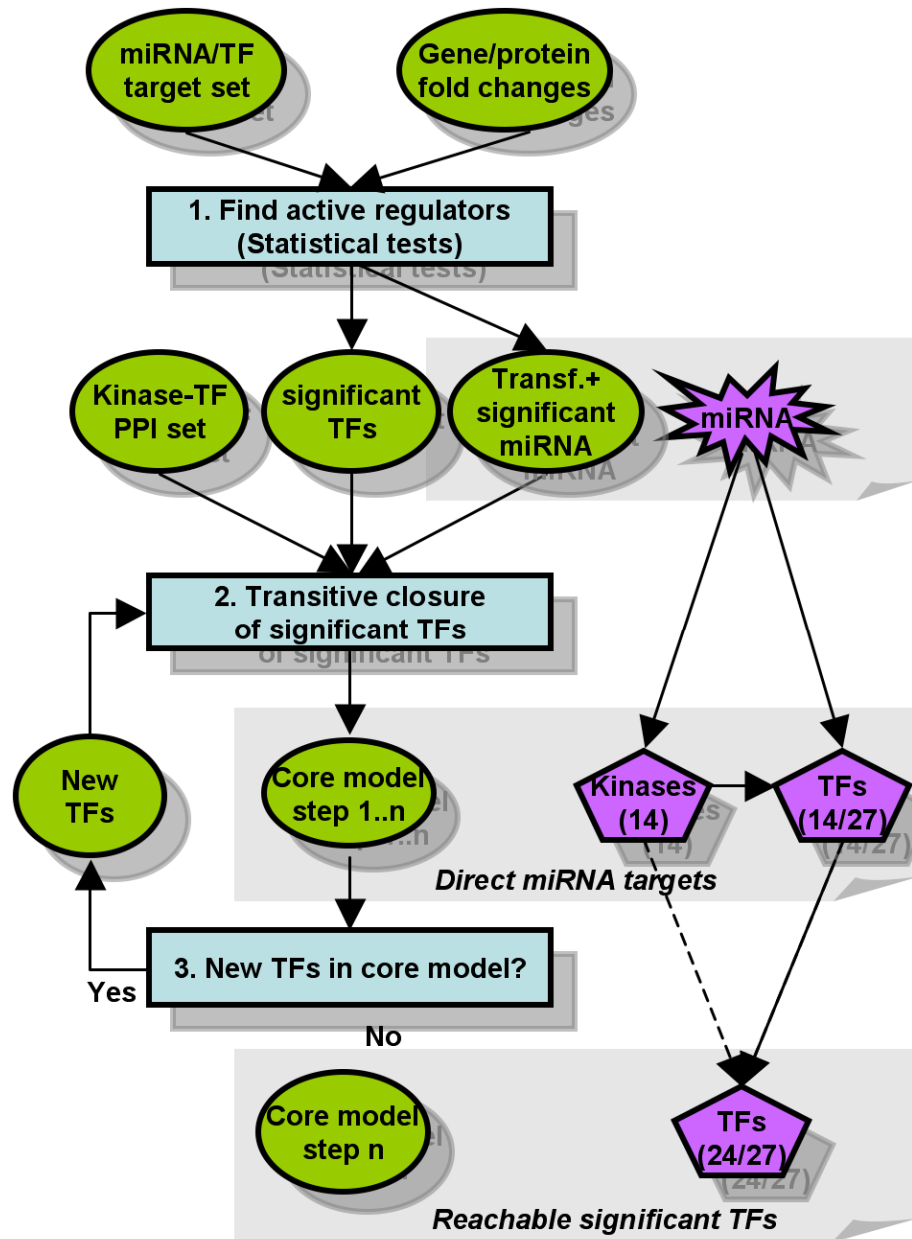 miRNA/TF
target set
Gene/protein
fold changes
1. Find active regulators
(Statistical tests)
Kinase-TF
PPI set
significant
TFs
Transf.+
significant
miRNA
miRNA
2. Transitive closure
of significant TFs
New
TFs
Core model
step 1..n
Kinases
(14)
TFs
(14/27)
Direct miRNA targets
3. New TFs in core model?
Yes
No
Core model
step n
TFs
(24/27)
Reachable significant TFs